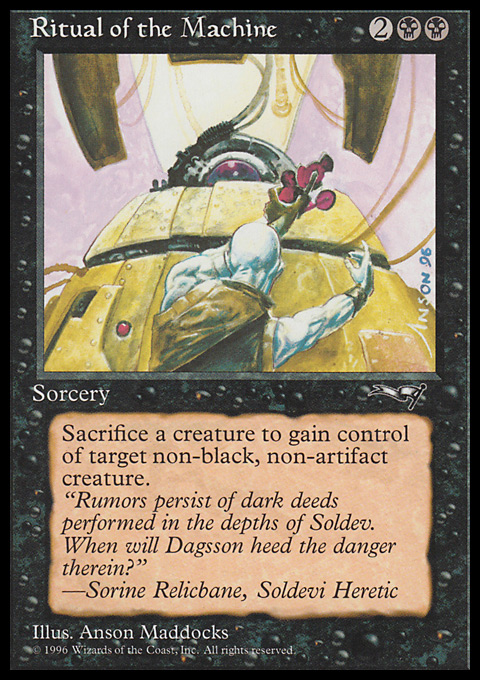 Ritual of the Machine
2
ANSON 96
Sorcery
Sacrifice a creature to gain control
of target non-black, non-artifact
creature.
“Rumors persist of dark deeds
performed in the depths of Soldev.
When will Dagsson heed the danger
therein?”
—Sorine Relicbane, Soldevi Heretic
Illus. Anson Maddocks
© 1996 Wizards of the Coast, Inc. All rights reserved.